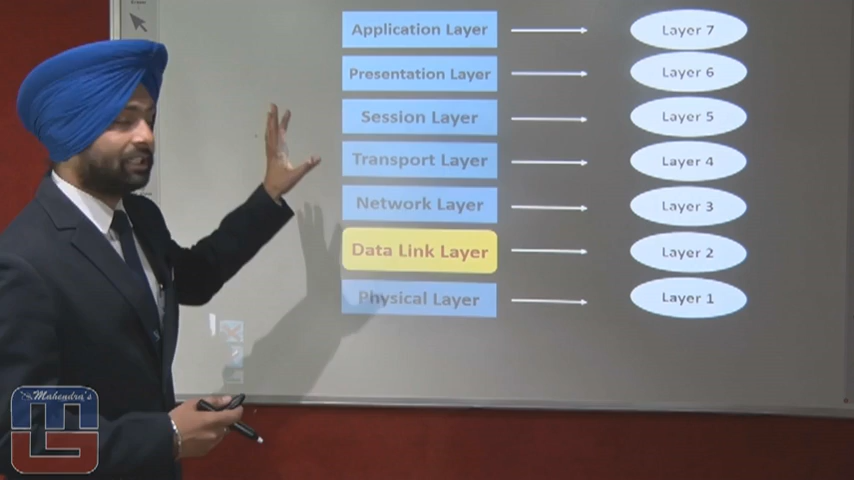 Application Layer
Layer 7
Presentation Layer
Layer 6
Session Layer
Layer 5
Transport Layer
Layer 4
Network Layer
Layer 3
Data Link Layer
Layer 2
Physical Layer
Layer 1
Mahendra's